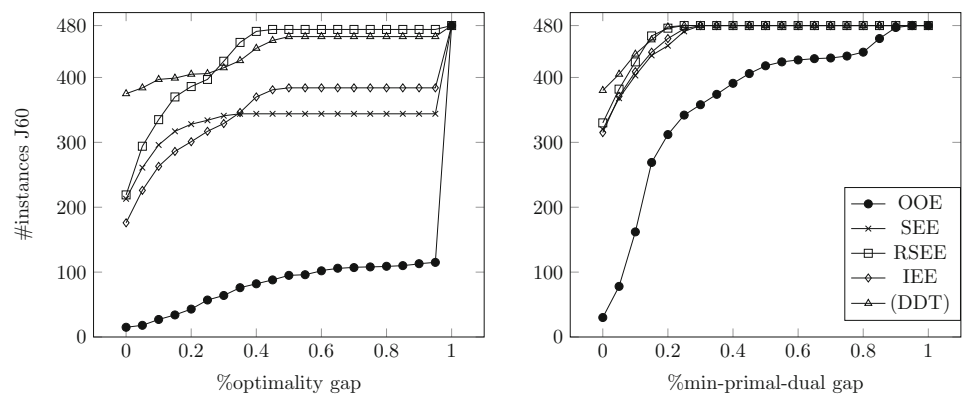 #instances J60
480
400
300
200
100
0
0 0.2 0.4 0.6 0.8 1
%optimality gap
480
400
300
200
100
0
0 0.2 0.4 0.6 0.8 1
%min-primal-dual gap
OOE
SEE
RSEE
IEE
(DDT)